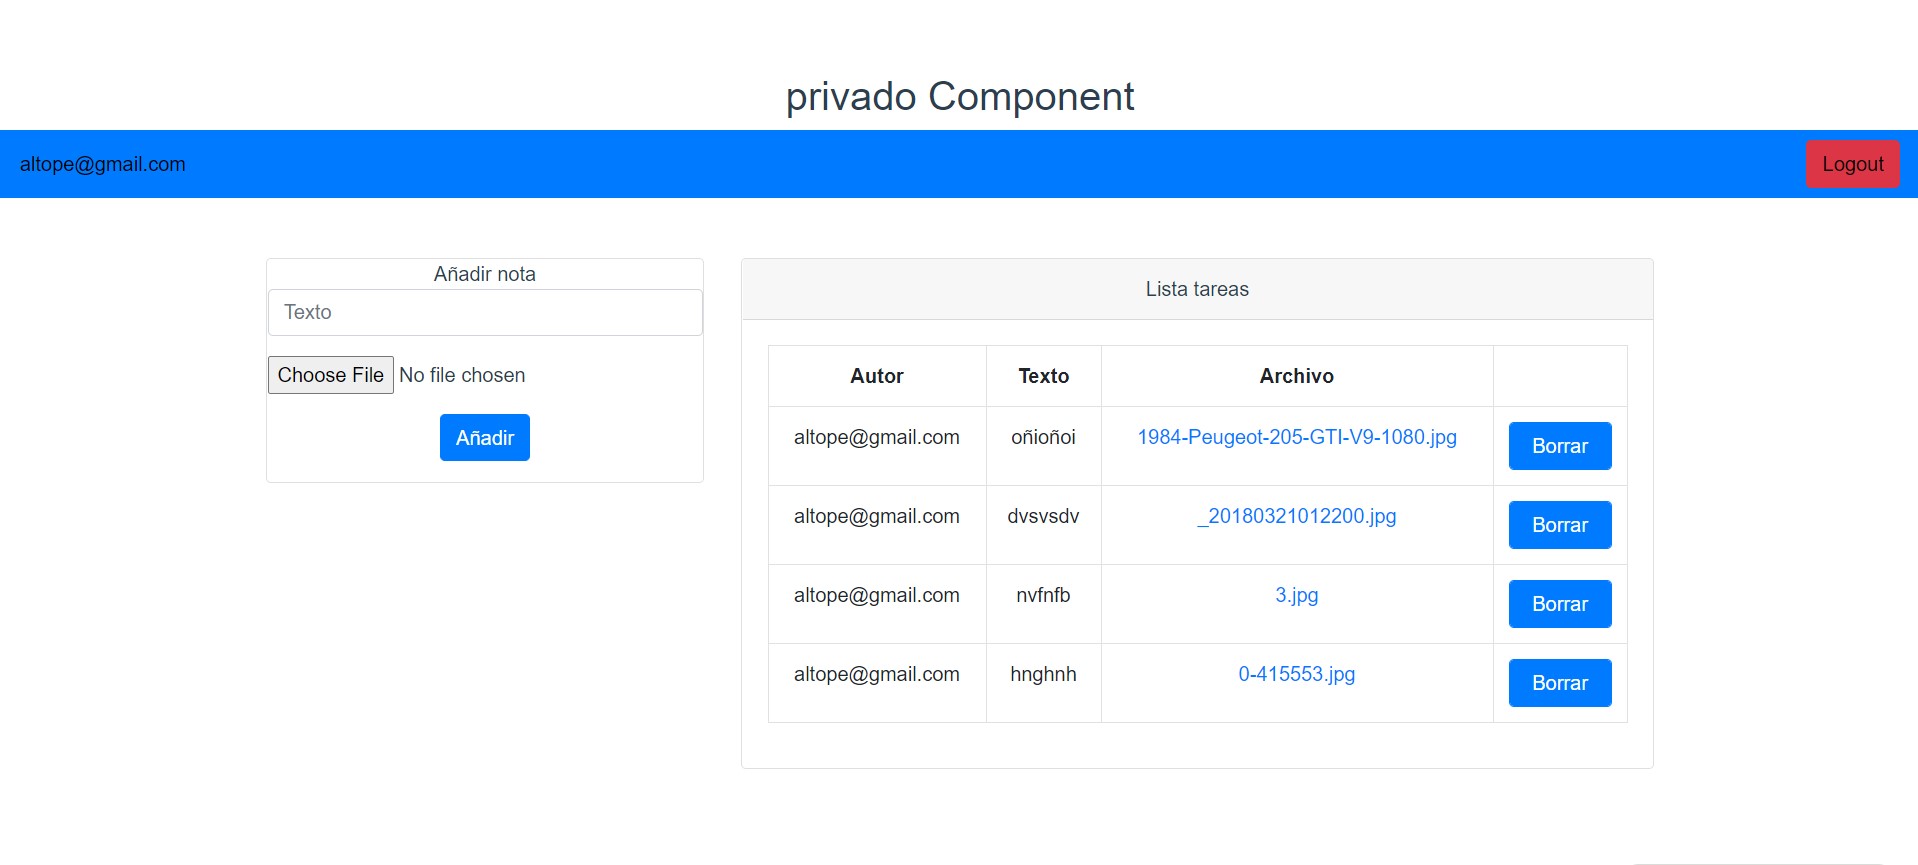 privado Component
altope@gmail.com Logout
Añadir nota
Texto
Choose File No file chosen
Añadir
Lista tareas
Autor Texto Archivo
altope@gmail.com oñioñoi 1984-Peugeot-205-GTI-V9-1080.jpg Borrar
altope@gmail.com dvsvsdv _20180321012200.jpg Borrar
altope@gmail.com nvfnfb 3.jpg Borrar
altope@gmail.com hnghnh 0-415553.jpg Borrar